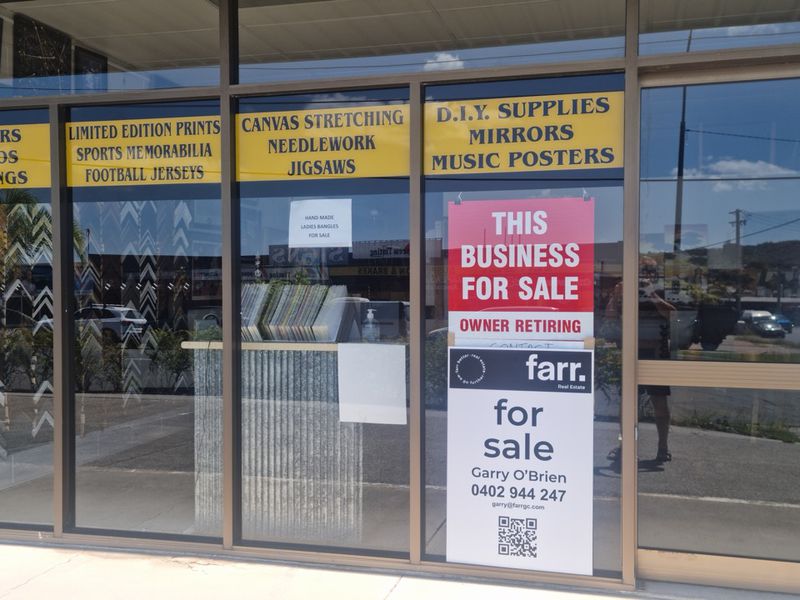 RS
OS
NGS
LIMITED EDITION PRINTS
SPORTS MEMORABILIA
FOOTBALL JERSEYS
CANVAS STRETCHING
NEEDLEWORK
JIGSAWS
D.I.Y. SUPPLIES
MIRRORS
MUSIC POSTERS
HAND MADE
LADIES BANGLES
FOR SALE
THIS
BUSINESS
FOR SALE
OWNER RETIRING
CONTACT
farr.
Real Estate
for
sale
Garry O'Brien
0402 944 247
garry@farrgc.com